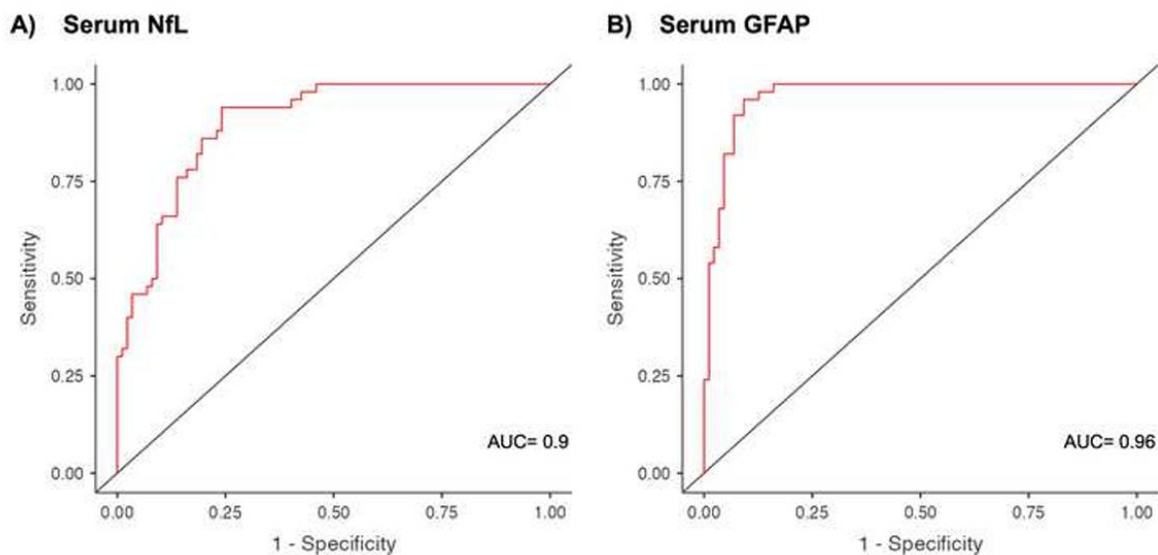 A) Serum NfL
1.00
0.75
0.50
0.25
0.00
Sensitivity
AUC= 0.9
0.00 0.25 0.50 0.75 1.00
1 - Specificity
B) Serum GFAP
1.00
0.75
0.50
0.25
0.00
Sensitivity
AUC= 0.96
0.00 0.25 0.50 0.75 1.00
1 - Specificity